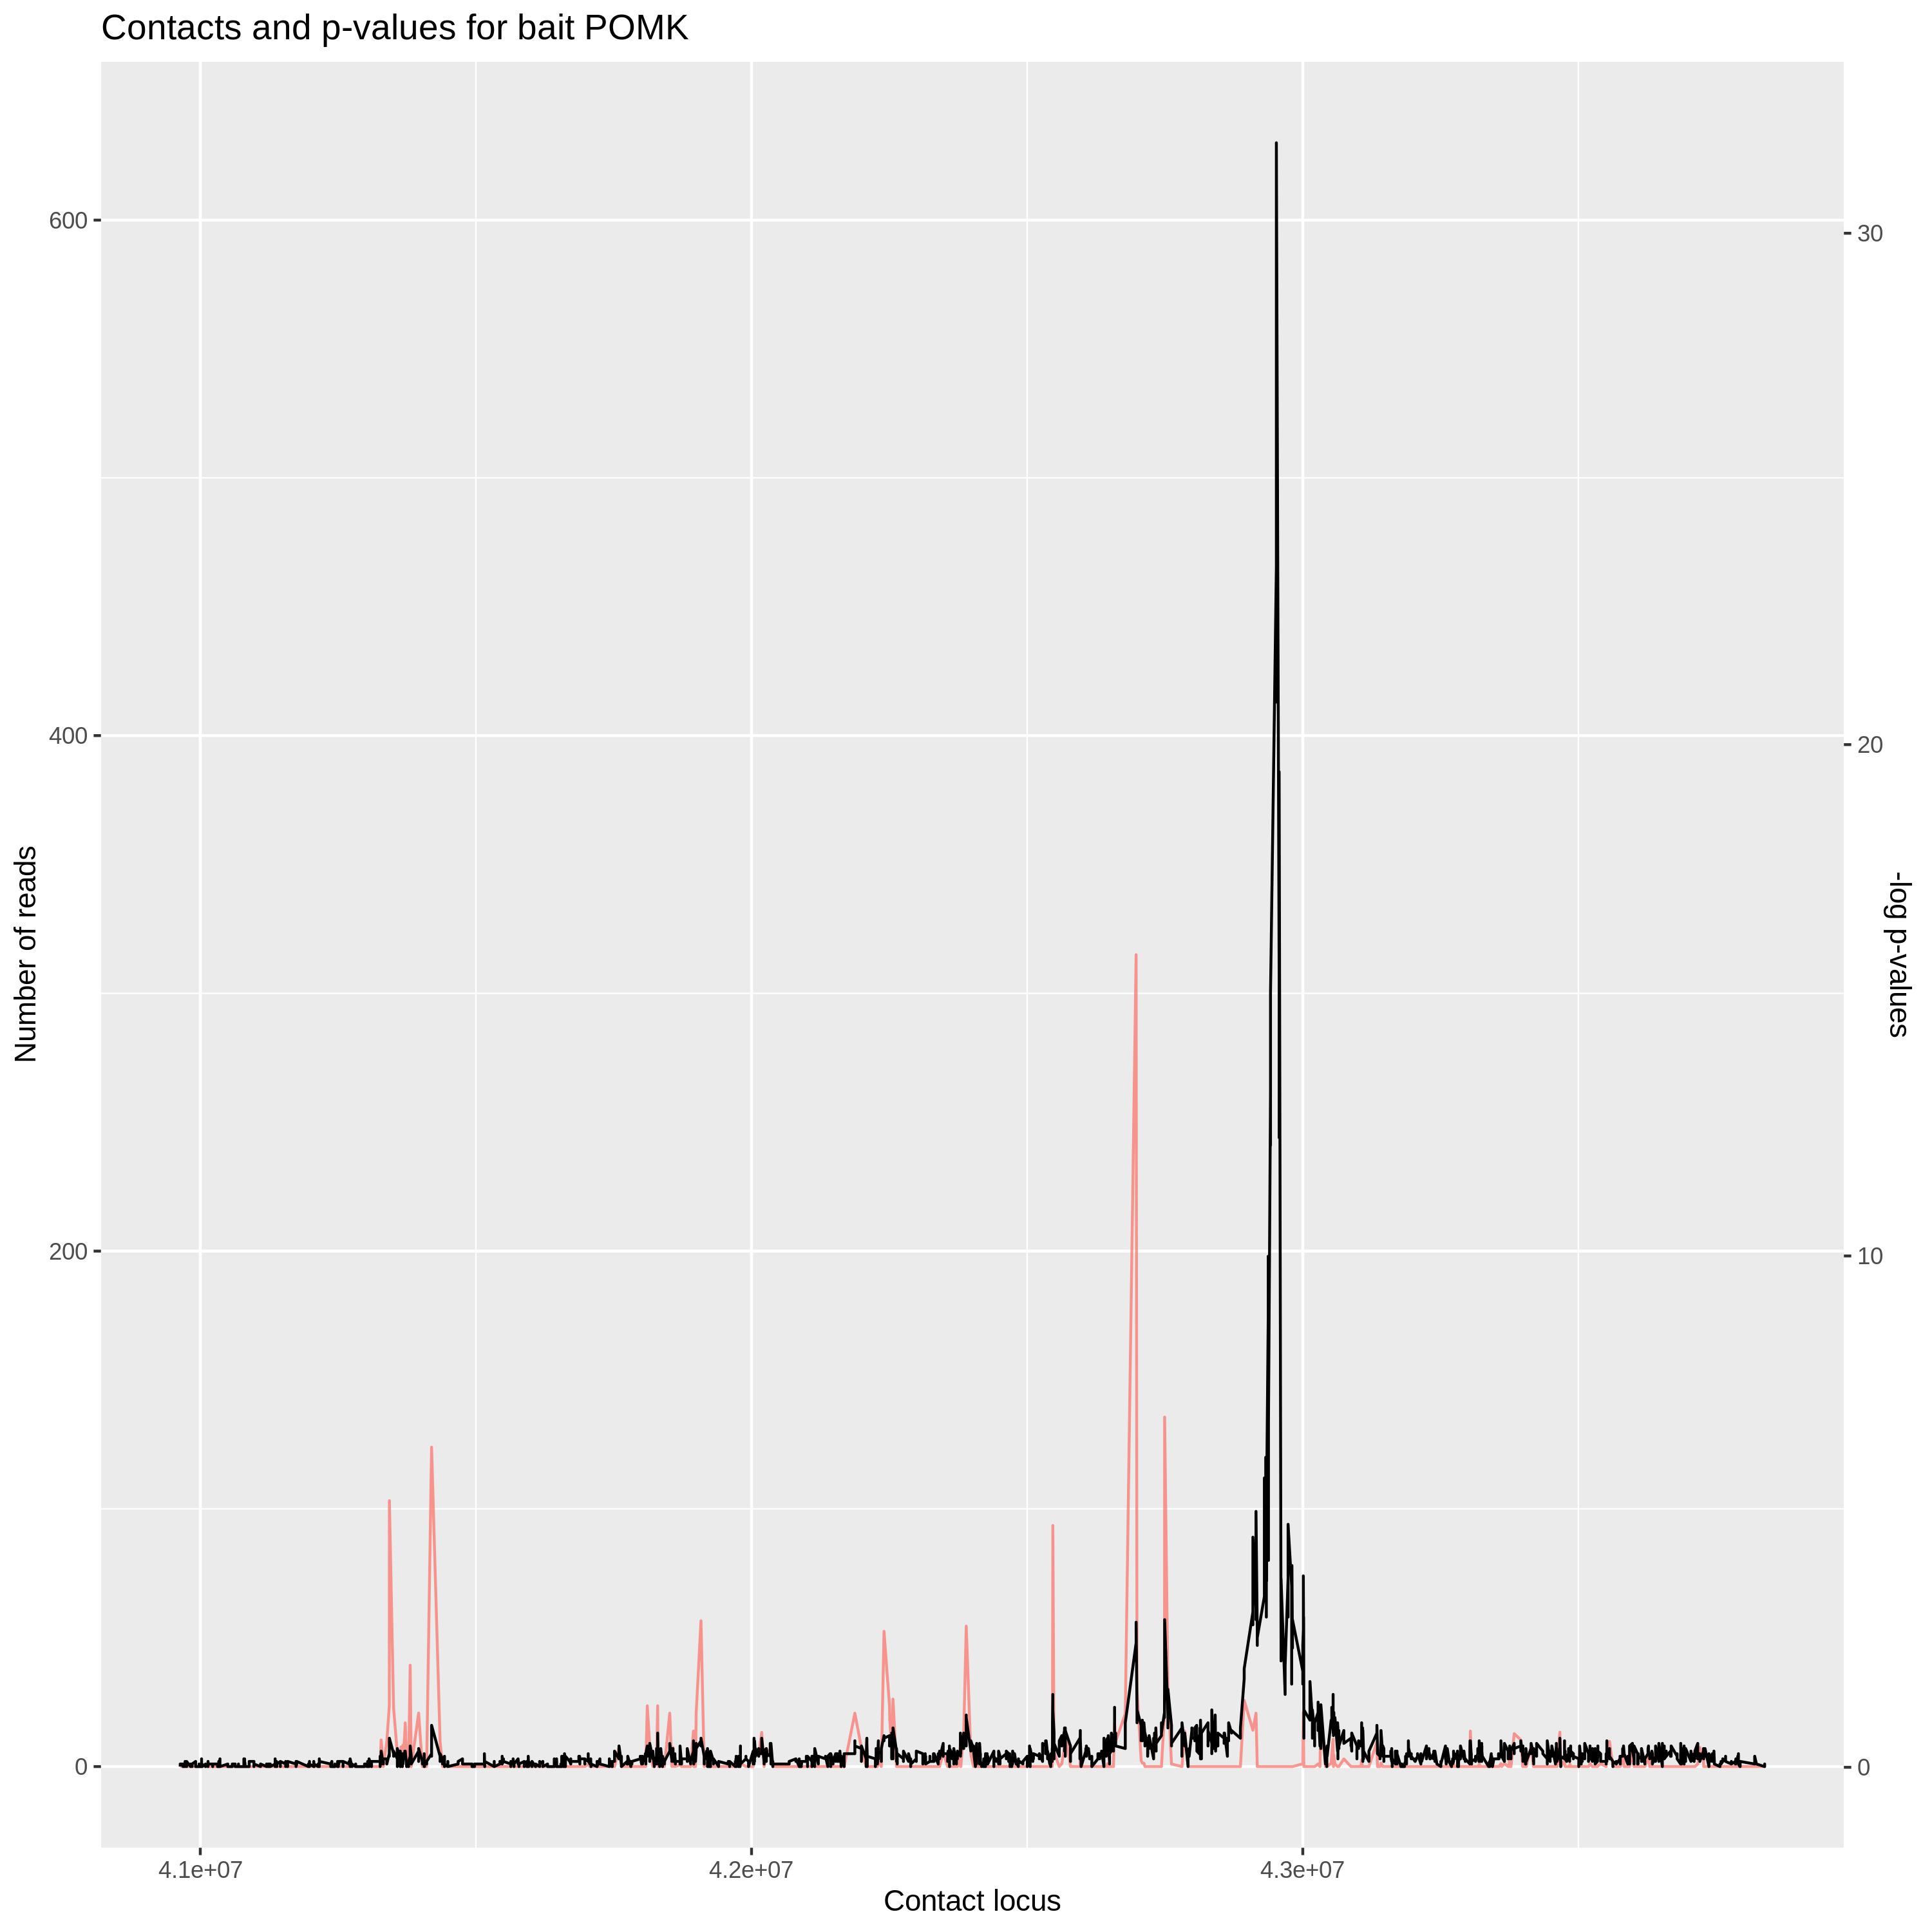 Contacts and p-values for bait POMK
600
400
200
0
Number of reads
30
20
10
0
-log p-values
4.1e+07
4.2e+07
4.3e+07
Contact locus